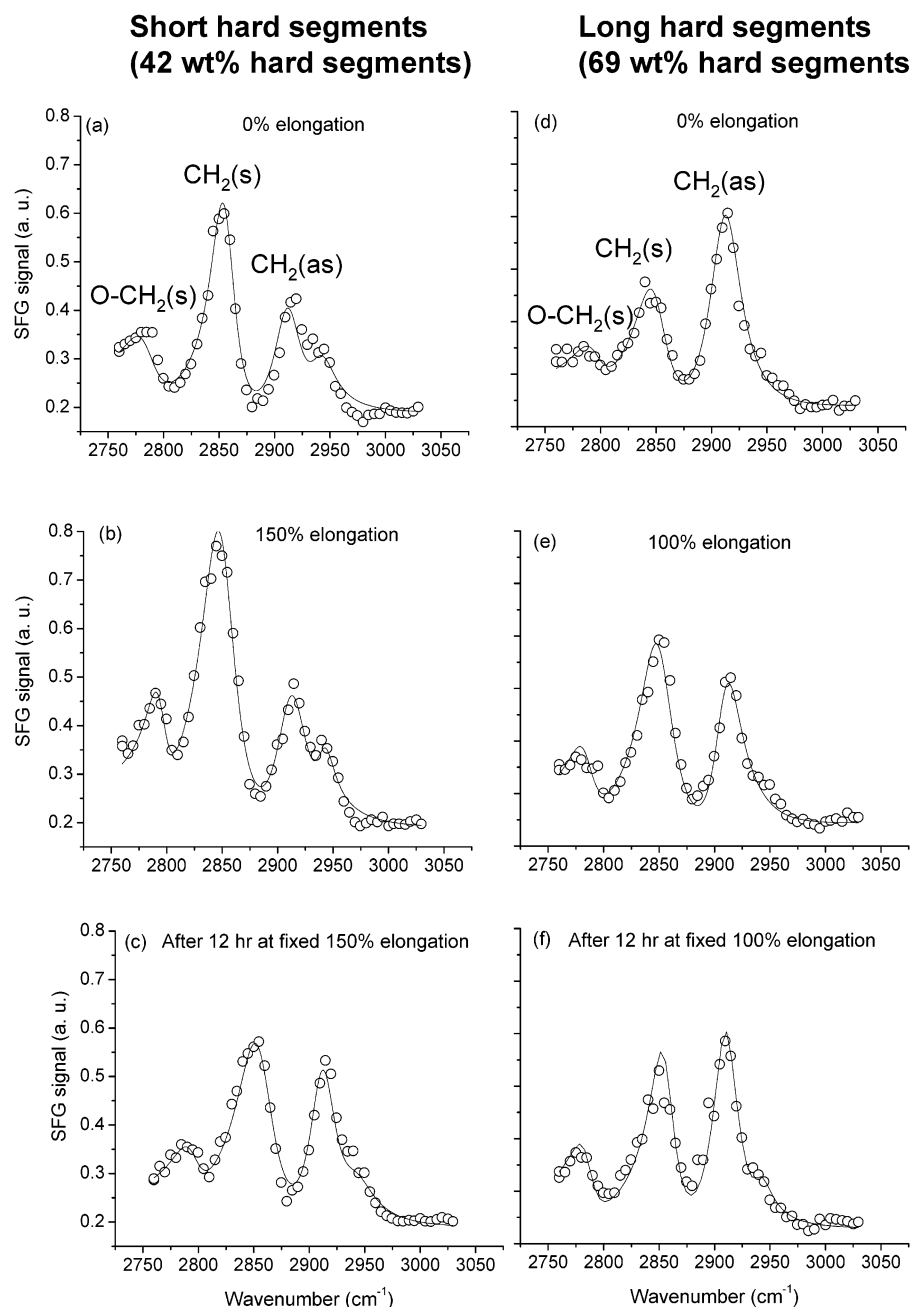 Short hard segments
(42 wt% hard segments)
Long hard segments
(69 wt% hard segments
(a)
0% elongation
O-CH₂(s)
CH₂(s)
CH₂(as)
SFG signal (a. u.)
0.8
0.7
0.6
0.5
0.4
0.3
0.2
2750 2800 2850 2900 2950 3000 3050
(d)
0% elongation
O-CH₂(s)
CH₂(s)
CH₂(as)
2750 2800 2850 2900 2950 3000 3050
(b)
150% elongation
SFG signal (a. u.)
0.8
0.7
0.6
0.5
0.4
0.3
0.2
2750 2800 2850 2900 2950 3000 3050
(e)
100% elongation
2750 2800 2850 2900 2950 3000 3050
(c) After 12 hr at fixed 150% elongation
SFG signal (a. u.)
0.8
0.7
0.6
0.5
0.4
0.3
0.2
2750 2800 2850 2900 2950 3000 3050
Wavenumber (cm⁻¹)
(f) After 12 hr at fixed 100% elongation
2750 2800 2850 2900 2950 3000 3050
Wavenumber (cm⁻¹)